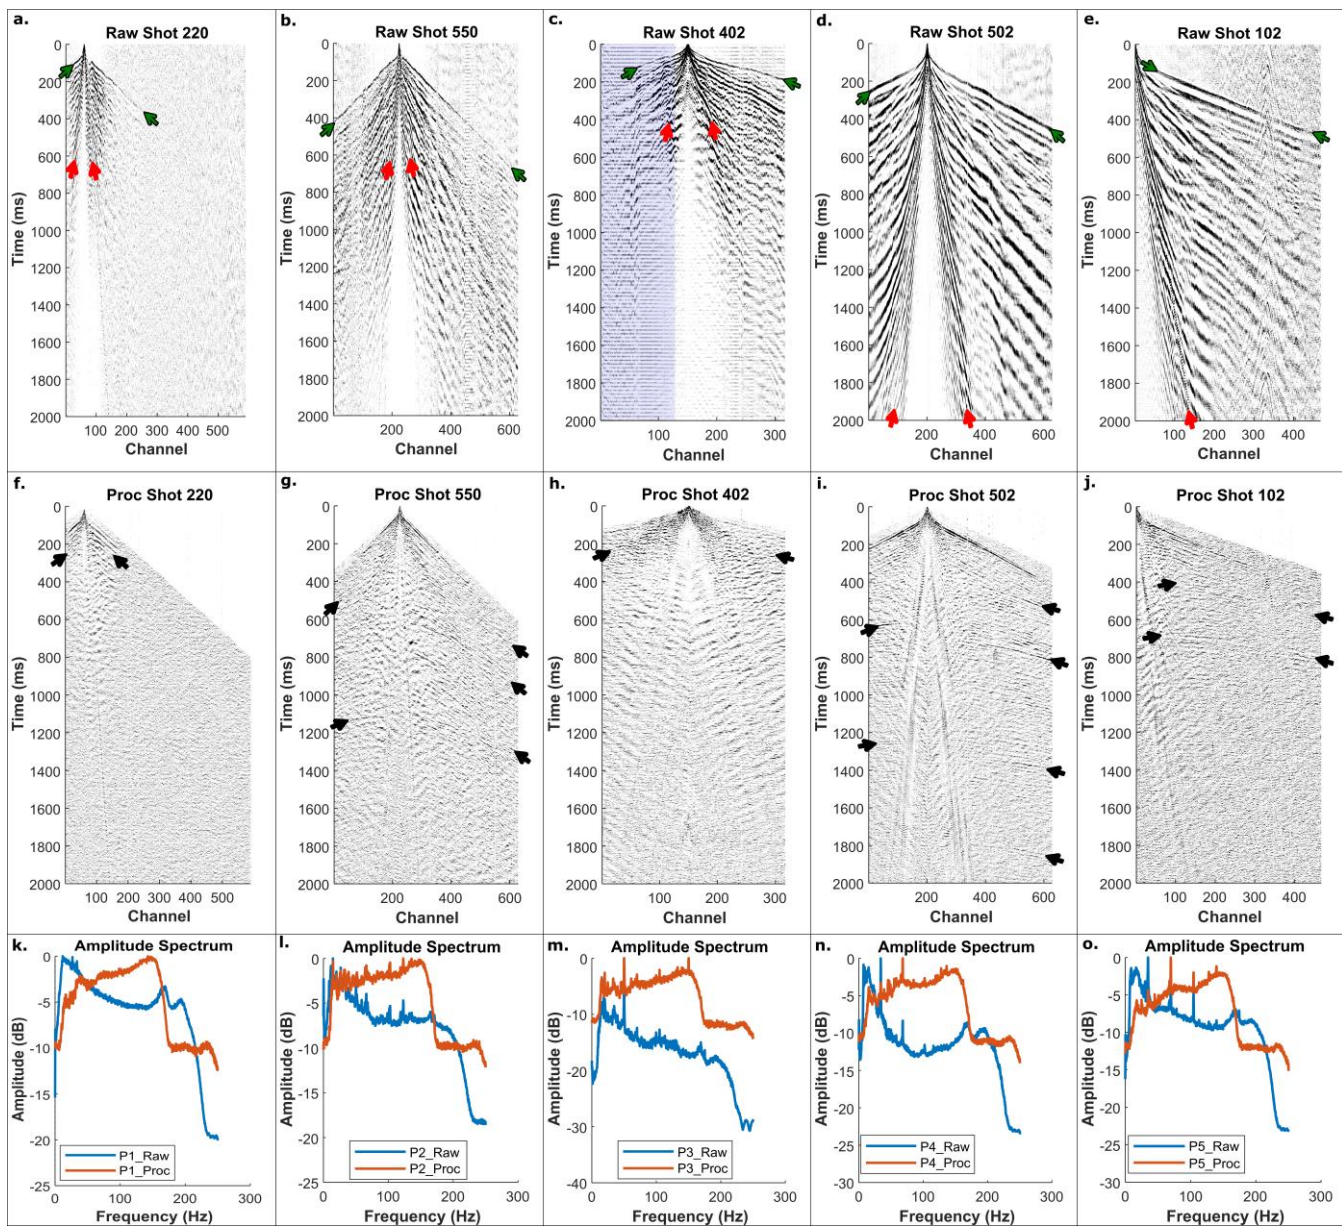 a.
Raw Shot 220
0
200
400
600
800
1000
1200
1400
1600
1800
2000
Time (ms)
100 200 300 400 500
Channel
b.
Raw Shot 550
0
200
400
600
800
1000
1200
1400
1600
1800
2000
Time (ms)
200 400 600
Channel
c.
Raw Shot 402
0
200
400
600
800
1000
1200
1400
1600
1800
2000
Time (ms)
100 200 300
Channel
d.
Raw Shot 502
0
200
400
600
800
1000
1200
1400
1600
1800
2000
Time (ms)
200 400 600
Channel
e.
Raw Shot 102
0
200
400
600
800
1000
1200
1400
1600
1800
2000
Time (ms)
100 200 300 400
Channel
f.
Proc Shot 220
0
200
400
600
800
1000
1200
1400
1600
1800
2000
Time (ms)
100 200 300 400 500
Channel
g.
Proc Shot 550
0
200
400
600
800
1000
1200
1400
1600
1800
2000
Time (ms)
200 400 600
Channel
h.
Proc Shot 402
0
200
400
600
800
1000
1200
1400
1600
1800
2000
Time (ms)
100 200 300
Channel
i.
Proc Shot 502
0
200
400
600
800
1000
1200
1400
1600
1800
2000
Time (ms)
200 400 600
Channel
j.
Proc Shot 102
0
200
400
600
800
1000
1200
1400
1600
1800
2000
Time (ms)
100 200 300 400
Channel
k.
Amplitude Spectrum
0
-5
-10
-15
-20
-25
Amplitude (dB)
P1_Raw
P1_Proc
0 100 200 300
Frequency (Hz)
l.
Amplitude Spectrum
0
-5
-10
-15
-20
-25
Amplitude (dB)
P2_Raw
P2_Proc
0 100 200 300
Frequency (Hz)
m.
Amplitude Spectrum
0
-10
-20
-30
-40
Amplitude (dB)
P3_Raw
P3_Proc
0 100 200 300
Frequency (Hz)
n.
Amplitude Spectrum
0
-5
-10
-15
-20
-25
-30
Amplitude (dB)
P4_Raw
P4_Proc
0 100 200 300
Frequency (Hz)
o.
Amplitude Spectrum
0
-5
-10
-15
-20
-25
-30
Amplitude (dB)
P5_Raw
P5_Proc
0 100 200 300
Frequency (Hz)